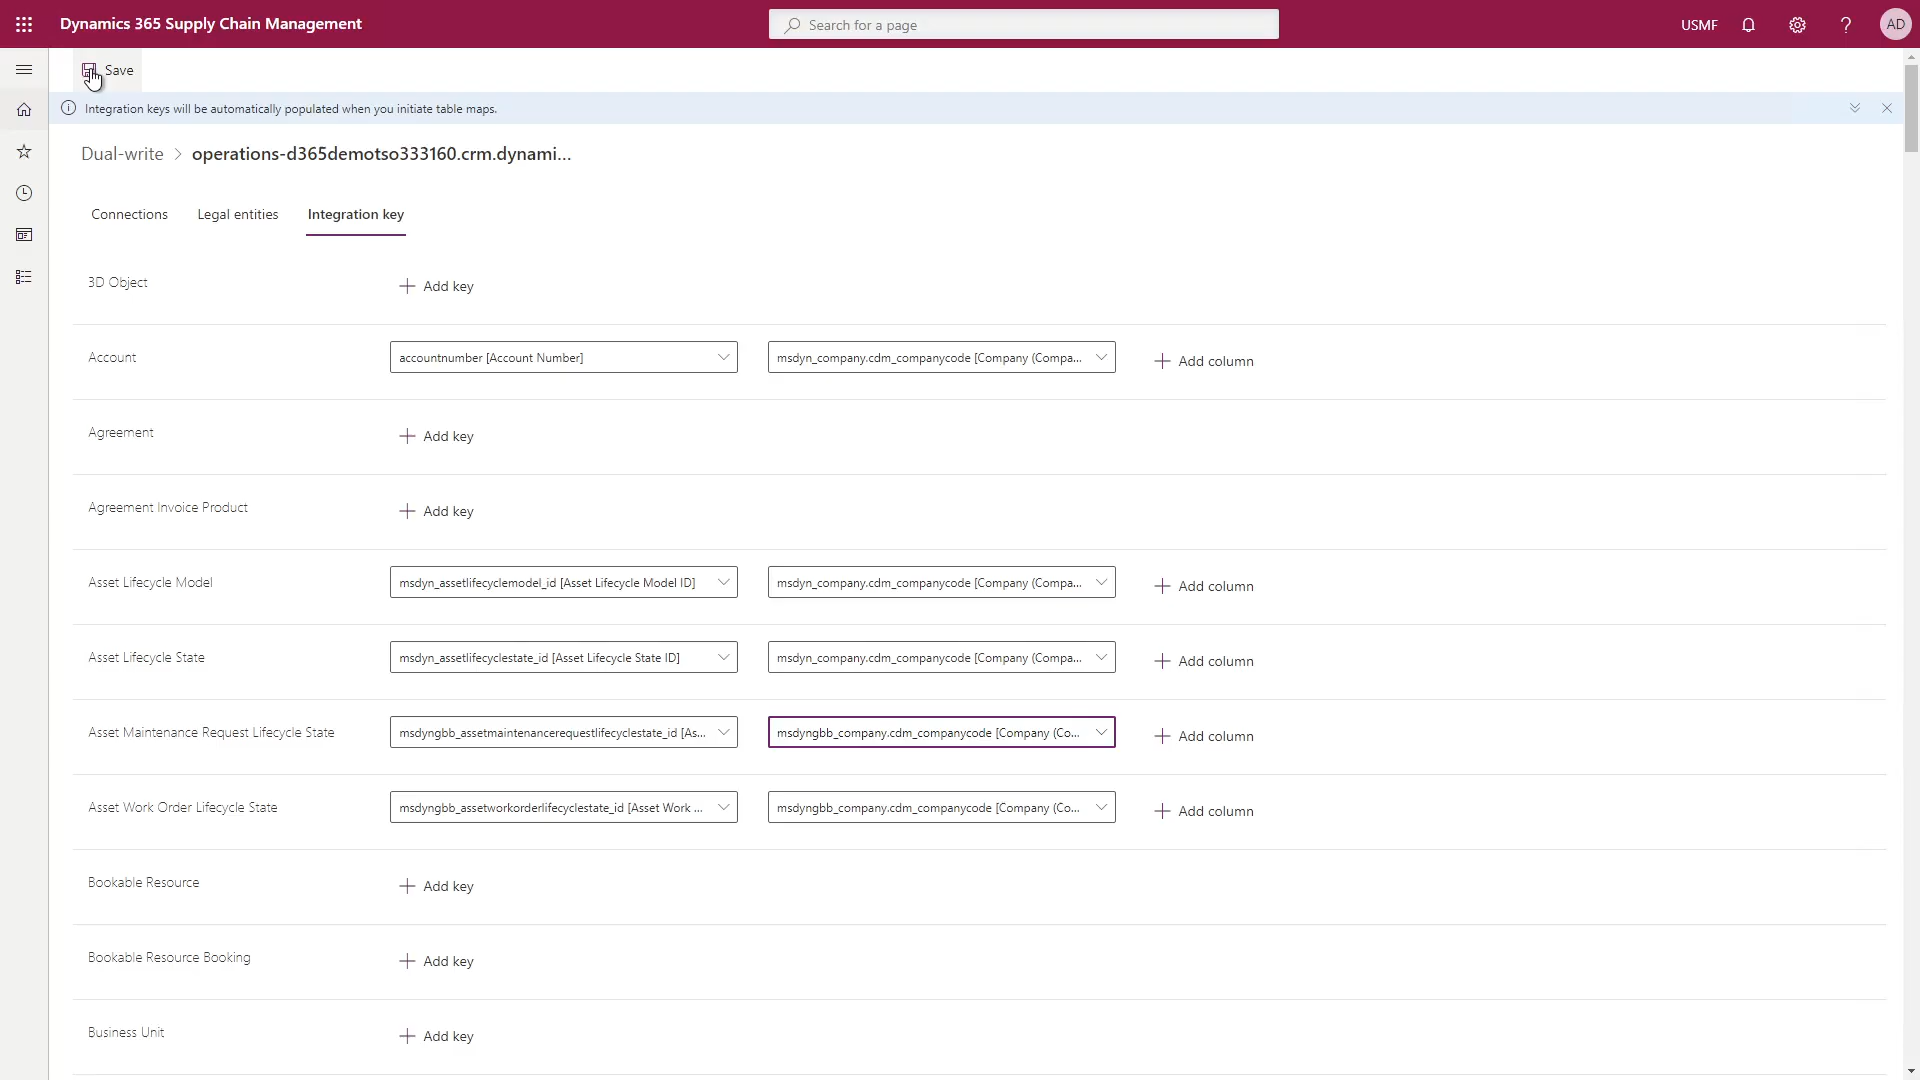 Dynamics 365 Supply Chain Management
Search for a page
USMF
?
AD
Save
Integration keys will be automatically populated when you initiate table maps.
Dual-write > operations-d365demotso333160.crm.dynami...
Connections Legal entities Integration key
3D Object + Add key
Account accountnumber [Account Number] msdyn_company.cdm_companycode [Company (Compa... + Add column
Agreement + Add key
Agreement Invoice Product + Add key
Asset Lifecycle Model msdyn_assetlifecyclemodel_id [Asset Lifecycle Model ID] msdyn_company.cdm_companycode [Company (Compa... + Add column
Asset Lifecycle State msdyn_assetlifecyclestate_id [Asset Lifecycle State ID] msdyn_company.cdm_companycode [Company (Compa... + Add column
Asset Maintenance Request Lifecycle State msdyngbb_assetmaintenancerequestlifecyclestate_id [As... msdyngbb_company.cdm_companycode [Company (Co... + Add column
Asset Work Order Lifecycle State msdyngbb_assetworkorderlifecyclestate_id [Asset Work ... msdyngbb_company.cdm_companycode [Company (Co... + Add column
Bookable Resource + Add key
Bookable Resource Booking + Add key
Business Unit + Add key